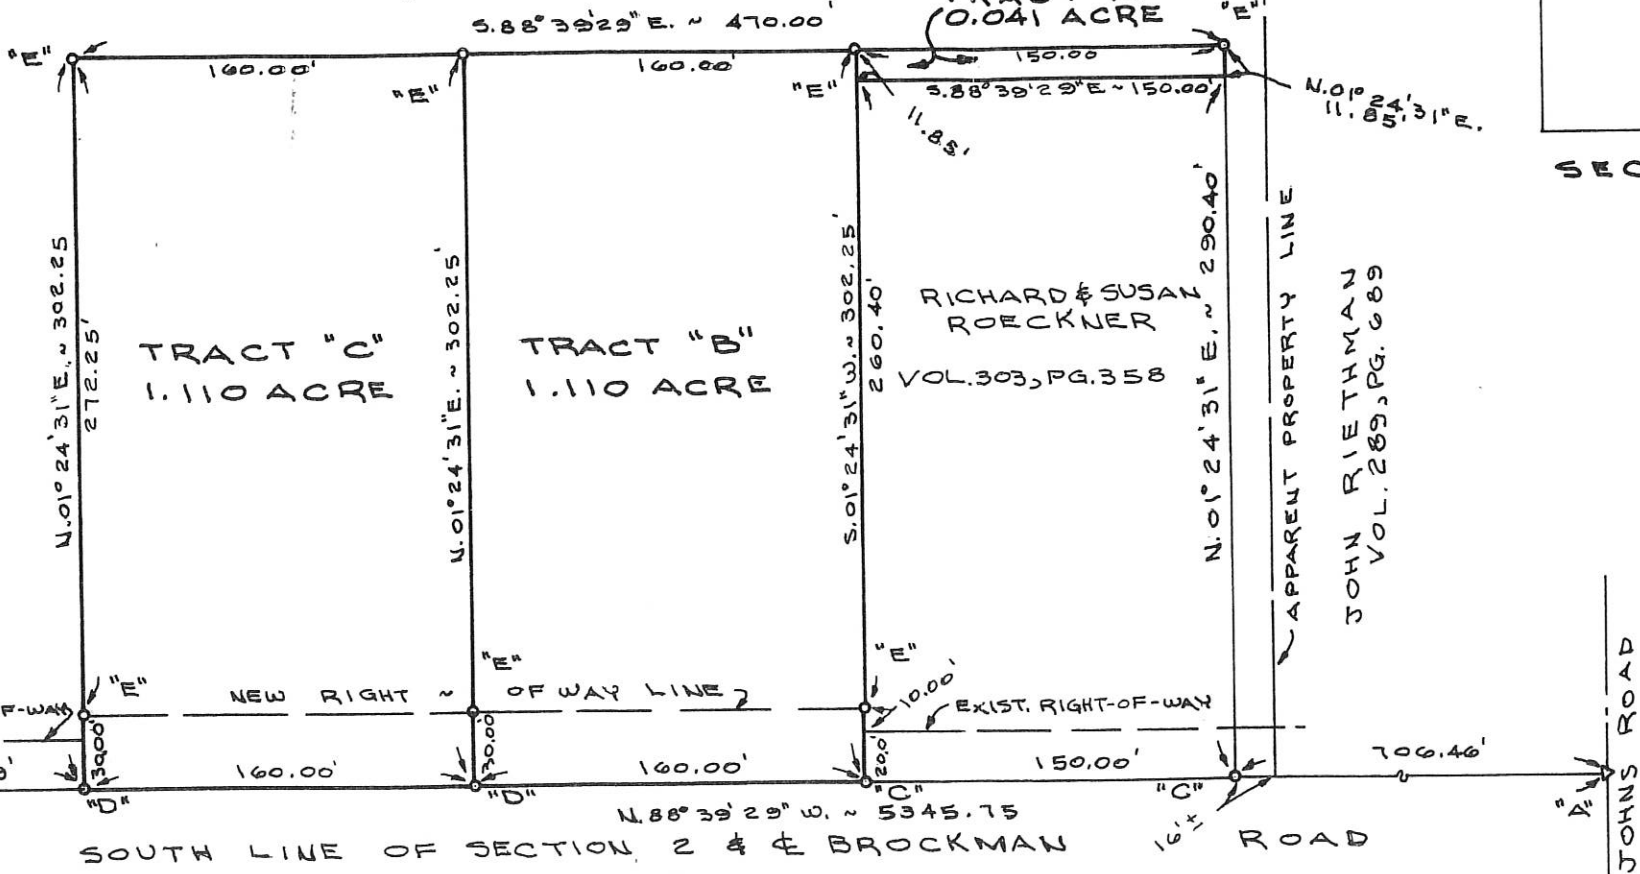 S.88°39'29"E. ~ 470.00'
0.041 ACRE
"E"
"E"
160.00'
"E"
160.00'
"E"
150.00
S.88°39'29"E ~ 150.00'
11.85'
N.01°24'31"E.
11.85'
SEC
N.01°24'31"E. ~ 302.25
272.25'
TRACT "C"
1.110 ACRE
N.01°24'31"E. ~ 302.25'
TRACT "B"
1.110 ACRE
S.01°24'31"W. ~ 302.25'
260.40'
RICHARD & SUSAN
ROECKNER
VOL.303, PG.358
N.01°24'31"E. ~ 290.40'
APPARENT PROPERTY LINE
JOHN RIETHMAN
VOL. 289, PG. 689
"E"
"E"
"E"
F-WAY
NEW RIGHT ~ OF WAY LINE
10.00'
EXIST. RIGHT-OF-WAY
30.00'
160.00'
30.00'
160.00'
20.0'
150.00'
706.46'
"D"
"D"
"C"
"C"
"A"
N.88°39'29"W. ~ 5345.75
16'±
SOUTH LINE OF SECTION 2 & ℄ BROCKMAN ROAD
JOHNS ROAD